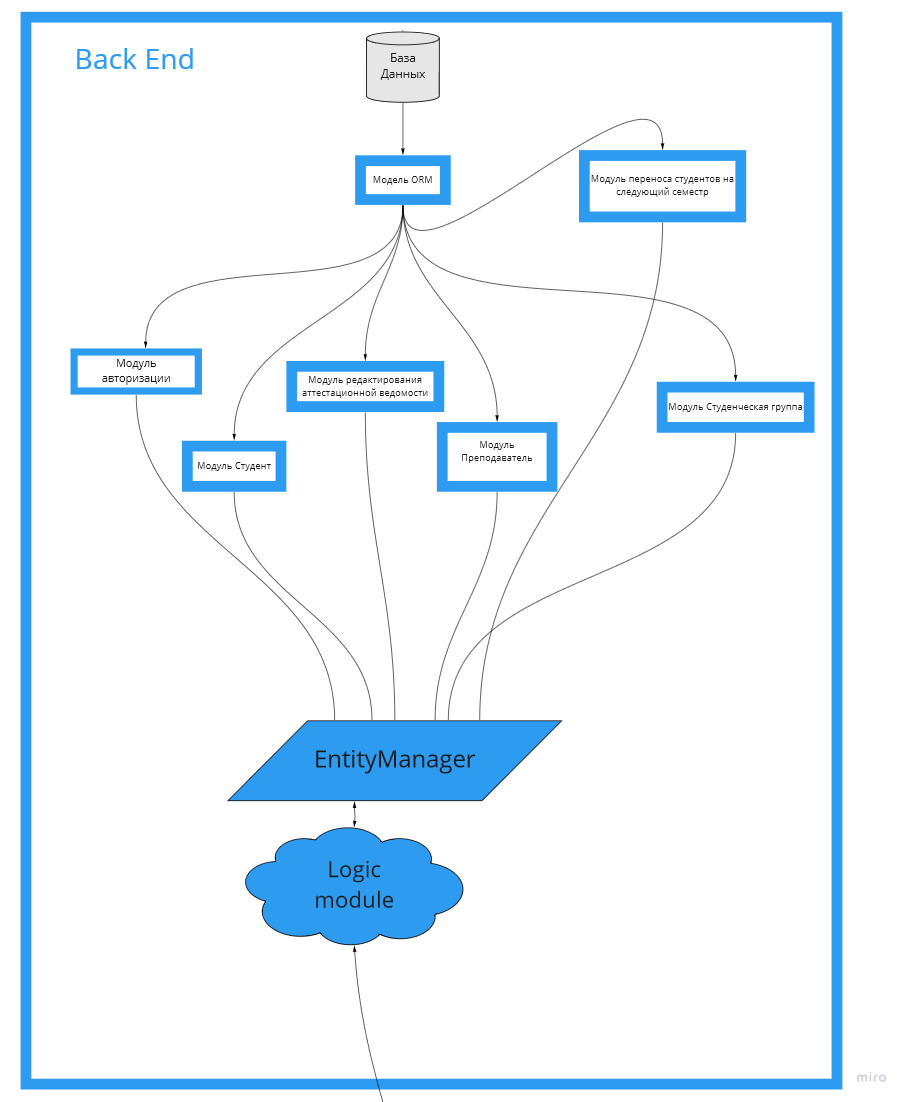 Back End
База
Данных
Модель ORM
Модуль переноса студентов на
следующий семестр
Модуль
авторизации
Модуль редактирования
аттестационной ведомости
Модуль Студенческая группа
Модуль Студент
Модуль
Преподаватель
EntityManager
Logic
module
miro